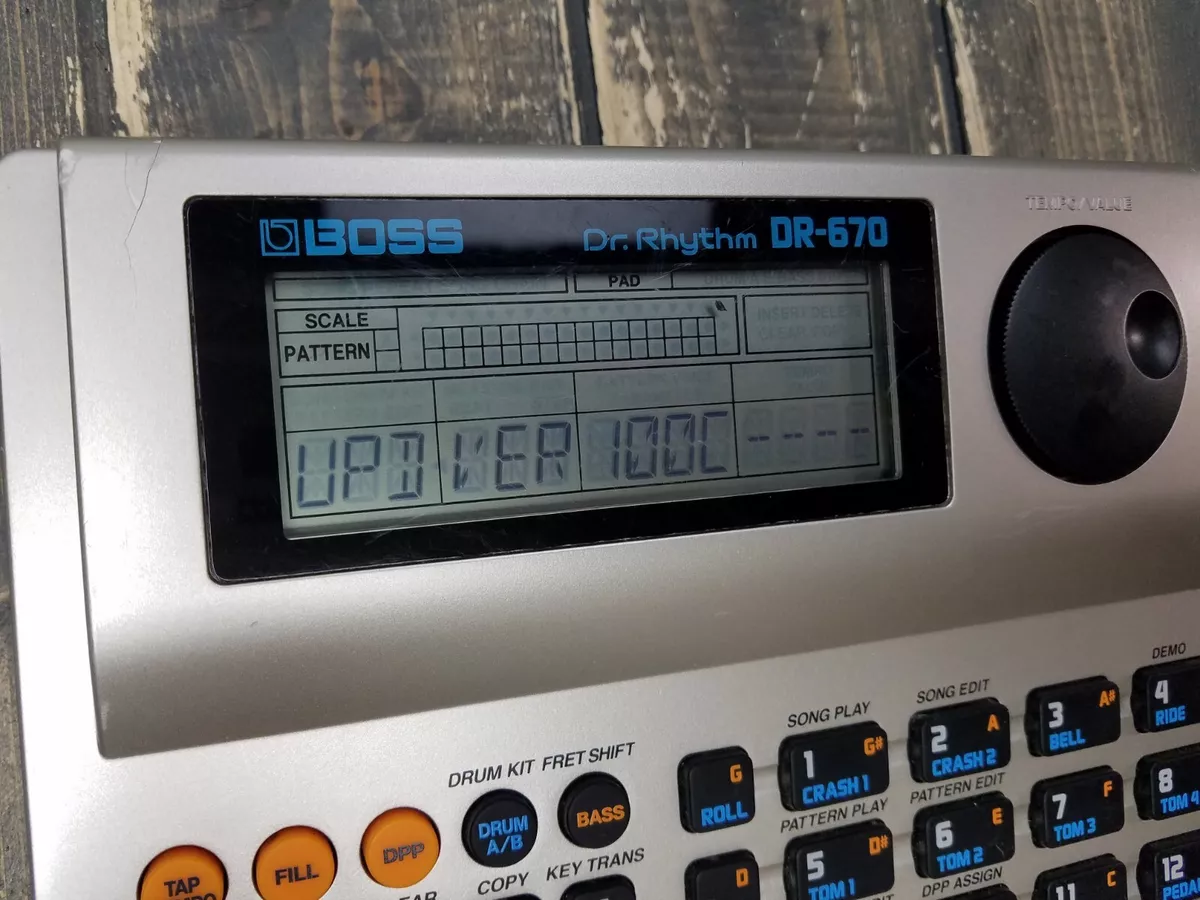 TEMPO/VALUE
BOSS Dr. Rhythm DR-670
PAD
SCALE
INSERT DELETE
PATTERN
UPD VER 100C ----
DEMO
SONG EDIT
SONG PLAY
4 RIDE
3 A# BELL
2 A CRASH 2
1 G# CRASH 1
G ROLL
DRUM KIT FRET SHIFT
DRUM A/B
BASS
PATTERN EDIT
PATTERN PLAY
8 TOM 4
7 F TOM 3
6 E TOM 2
5 D# TOM 1
D
TAP
FILL
DPP
COPY
KEY TRANS
DPP ASSIGN
12
11 C